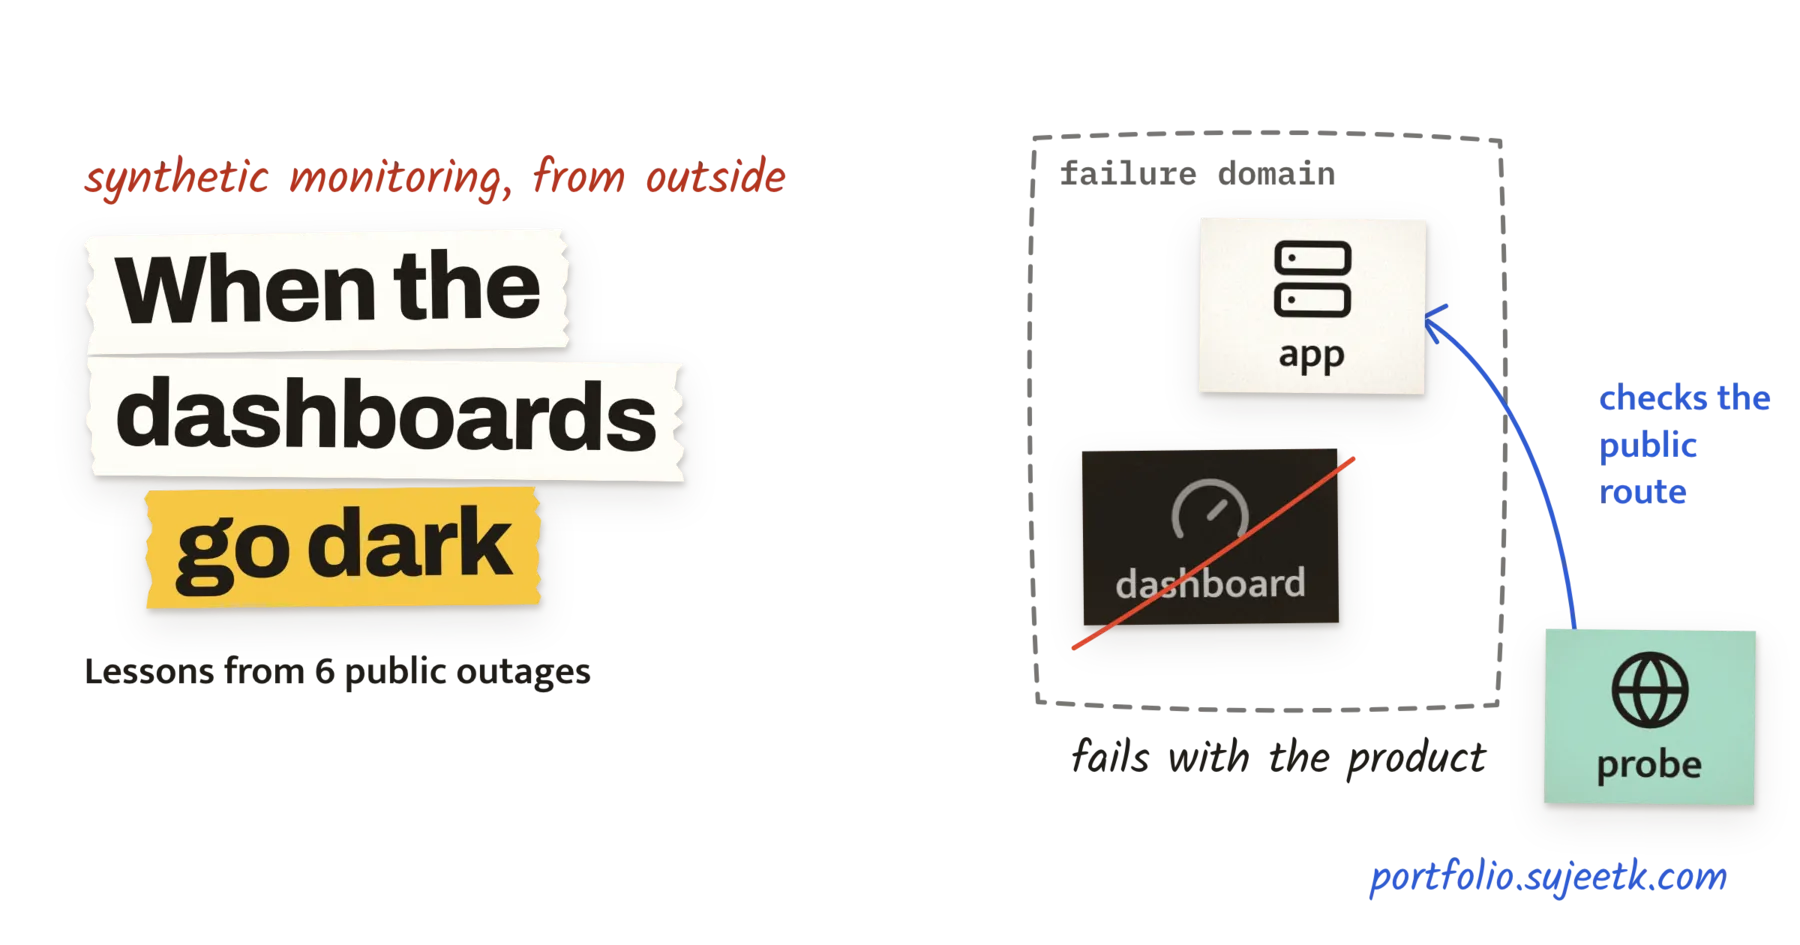 synthetic monitoring, from outside
When the
dashboards
go dark
Lessons from 6 public outages
failure domain
app
dashboard
fails with the product
checks the
public
route
probe
portfolio.sujeetk.com